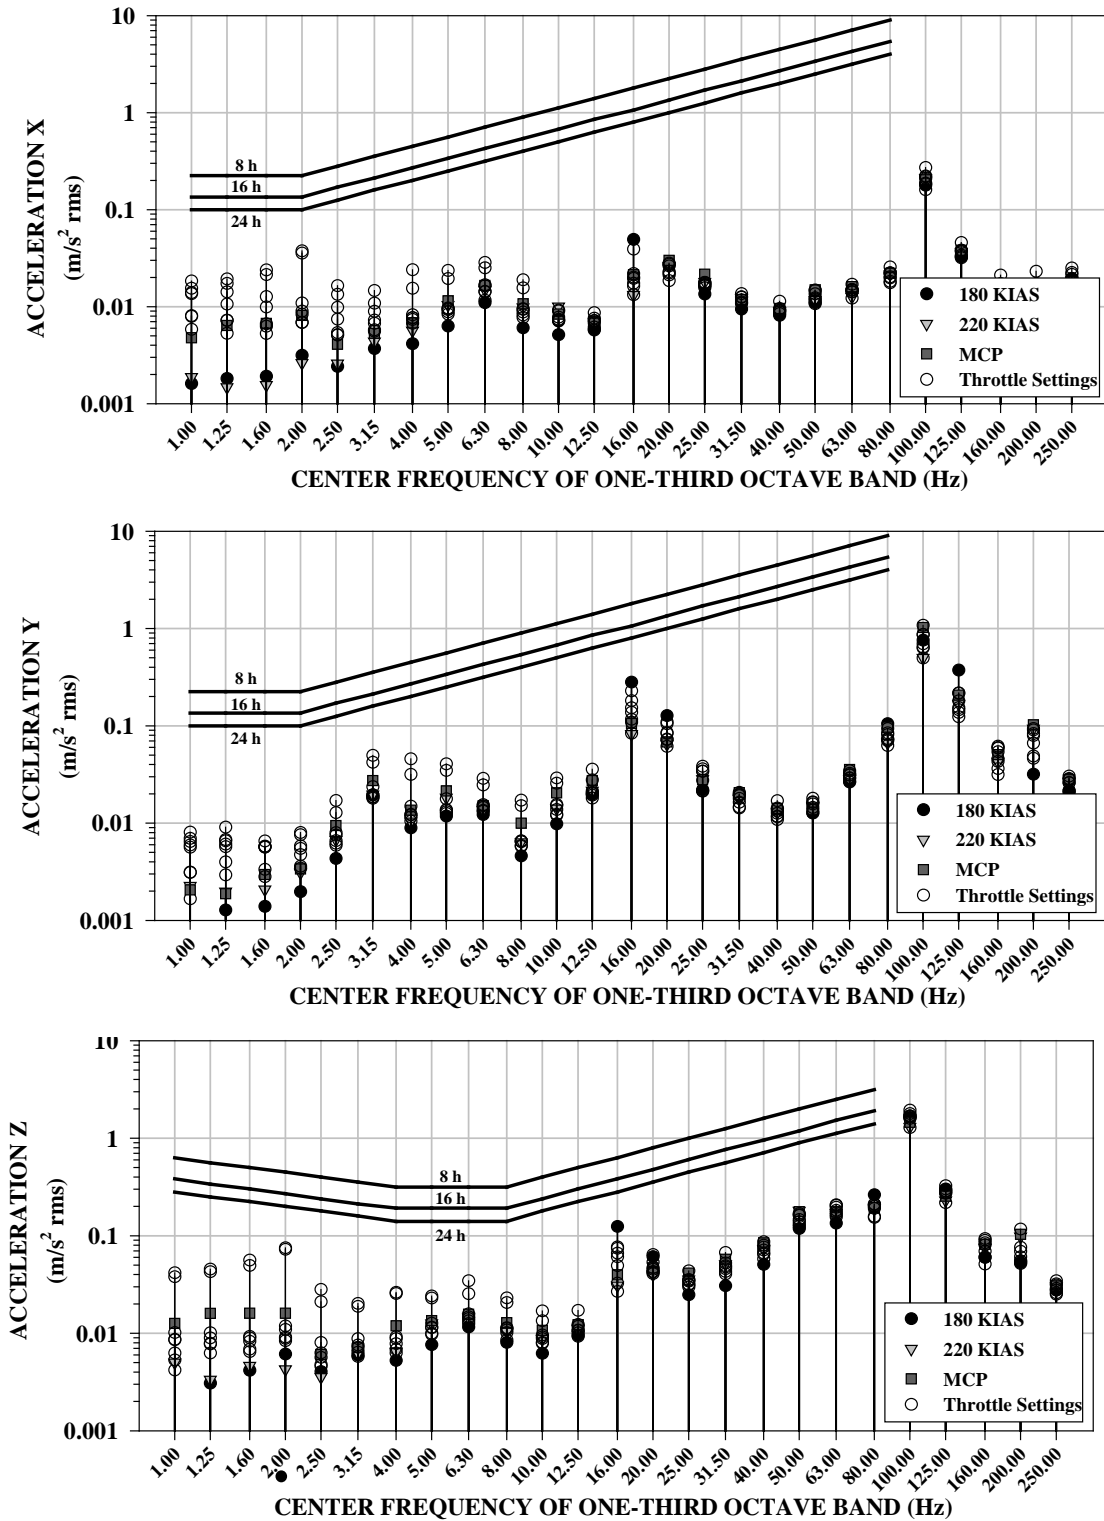 10
1
0.1
0.01
0.001
ACCELERATION X
(m/s² rms)
8 h
16 h
24 h
180 KIAS
220 KIAS
MCP
Throttle Settings
1.00 1.25 1.60 2.00 2.50 3.15 4.00 5.00 6.30 8.00 10.00 12.50 16.00 20.00 25.00 31.50 40.00 50.00 63.00 80.00 100.00 125.00 160.00 200.00 250.00
CENTER FREQUENCY OF ONE-THIRD OCTAVE BAND (Hz)
10
1
0.1
0.01
0.001
ACCELERATION Y
(m/s² rms)
8 h
16 h
24 h
180 KIAS
220 KIAS
MCP
Throttle Settings
1.00 1.25 1.60 2.00 2.50 3.15 4.00 5.00 6.30 8.00 10.00 12.50 16.00 20.00 25.00 31.50 40.00 50.00 63.00 80.00 100.00 125.00 160.00 200.00 250.00
CENTER FREQUENCY OF ONE-THIRD OCTAVE BAND (Hz)
10
1
0.1
0.01
0.001
ACCELERATION Z
(m/s² rms)
8 h
16 h
24 h
180 KIAS
220 KIAS
MCP
Throttle Settings
1.00 1.25 1.60 2.00 2.50 3.15 4.00 5.00 6.30 8.00 10.00 12.50 16.00 20.00 25.00 31.50 40.00 50.00 63.00 80.00 100.00 125.00 160.00 200.00 250.00
CENTER FREQUENCY OF ONE-THIRD OCTAVE BAND (Hz)